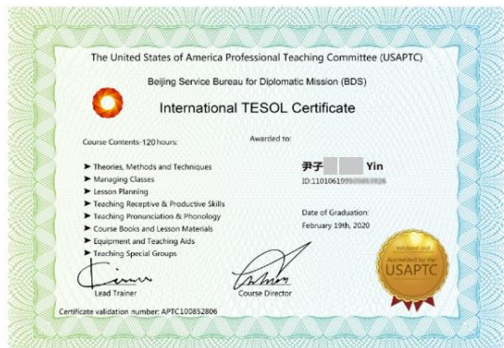 The United States of America Professional Teaching Committee (USAPTC)
Beijing Service Bureau for Diplomatic Mission (BDS)
International TESOL Certificate
Course Contents-120 hours:
➤ Theories, Methods and Techniques
➤ Managing Classes
➤ Lesson Planning
➤ Teaching Receptive & Productive Skills
➤ Teaching Pronunciation & Phonology
➤ Course Books and Lesson Materials
➤ Equipment and Teaching Aids
➤ Teaching Special Groups
Awarded to:
尹子 Yin
ID:110106199
Date of Graduation:
February 19th, 2020
Validated and
Accredited by the
USAPTC
Lead Trainer
Course Director
Certificate validation number: APTC100852806